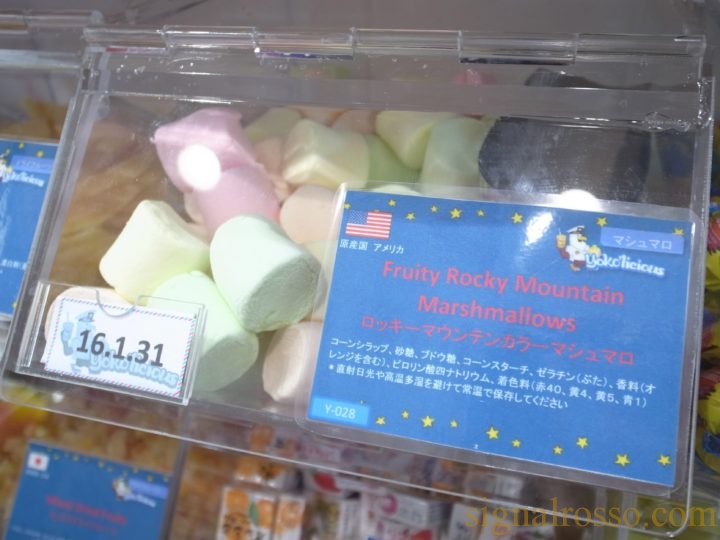 マシュマロ
yoko'licious
原産国 アメリカ
Fruity Rocky Mountain
Marshmallows
ロッキーマウンテンカラーマシュマロ
コーンシラップ、砂糖、ブドウ糖、コーンスターチ、ゼラチン(ぶた)、香料(オ
レンジを含む)、ピロリン酸四ナトリウム、着色料(赤40、黄4、黄5、青1)
*直射日光や高温多湿を避けて常温で保存してください
Y-028
16.1.31
yoko'licious
signalrosso.com